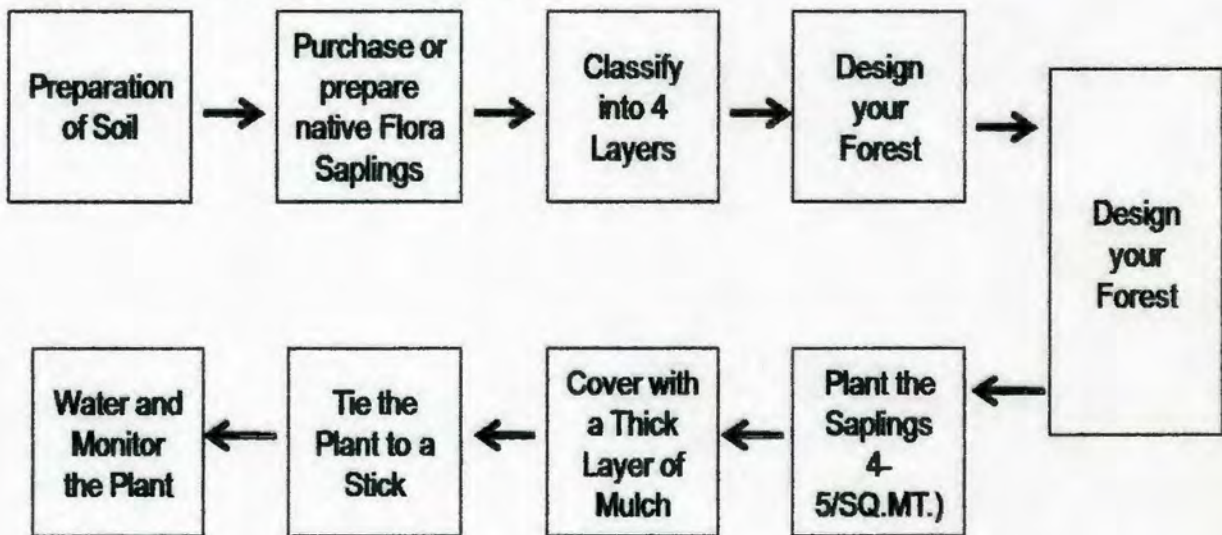 Preparation
of Soil
Purchase or
prepare
native Flora
Saplings
Classify
into 4
Layers
Design
your
Forest
Design
your
Forest
Plant the
Saplings
4-
5/SQ.MT.)
Cover with
a Thick
Layer of
Mulch
Tie the
Plant to a
Stick
Water and
Monitor
the Plant